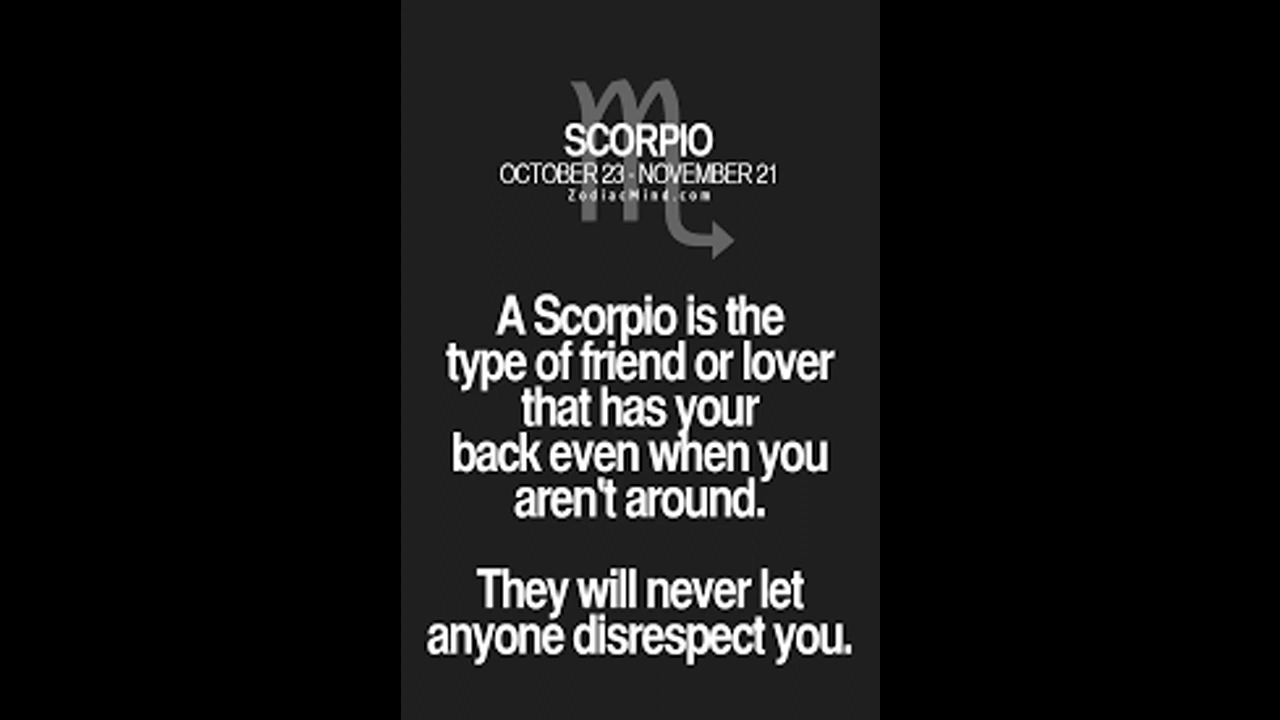 SCORPIO
OCTOBER 23 - NOVEMBER 21
ZodiacMind.com
A Scorpio is the
type of friend or lover
that has your
back even when you
aren't around.
They will never let
anyone disrespect you.